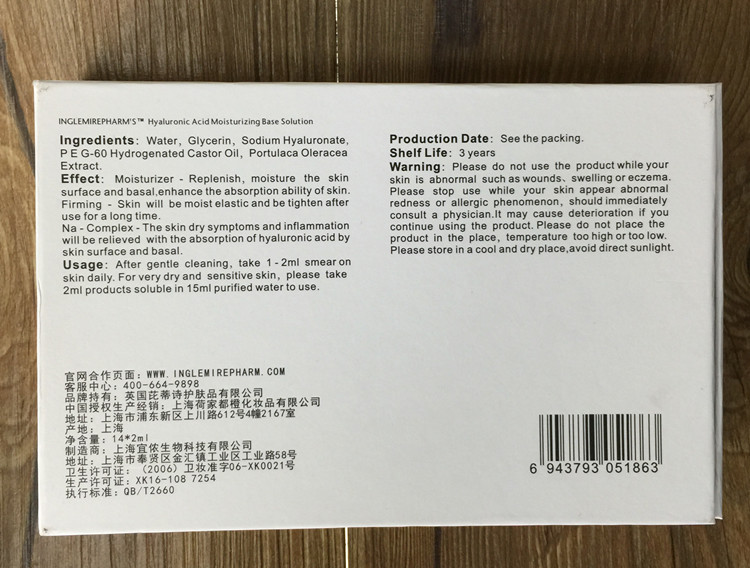 INGLEMIREPHARM'S™ Hyaluronic Acid Moisturizing Base Solution
Ingredients: Water, Glycerin, Sodium Hyaluronate,
P E G-60 Hydrogenated Castor Oil, Portulaca Oleracea
Extract.
Effect: Moisturizer - Replenish, moisture the skin
surface and basal,enhance the absorption ability of skin.
Firming - Skin will be moist elastic and be tighten after
use for a long time.
Na - Complex - The skin dry symptoms and inflammation
will be relieved with the absorption of hyaluronic acid by
skin surface and basal.
Usage: After gentle cleaning, take 1 - 2ml smear on
skin daily. For very dry and sensitive skin, please take
2ml products soluble in 15ml purified water to use.
Production Date: See the packing.
Shelf Life: 3 years
Warning: Please do not use the product while your
skin is abnormal such as wounds、swelling or eczema.
Please stop use while your skin appear abnormal
redness or allergic phenomenon, should immediately
consult a physician.It may cause deterioration if you
continue using the product. Please do not place the
product in the place, temperature too high or too low.
Please store in a cool and dry place,avoid direct sunlight.
官网合作页面：WWW.INGLEMIREPHARM.COM
客服中心：400-664-9898
品牌持有：英国芘蒂诗护肤品有限公司
中国授权生产经销：上海荷家都橙化妆品有限公司
地址：上海市浦东新区上川路612号4幢2167室
产地：上海
净含量：14*2ml
制造商：上海宜侬生物科技有限公司
地址：上海市奉贤区金汇镇工业区工业路58号
卫生许可证：（2006）卫妆准字06-XK0021号
生产许可证：XK16-108 7254
执行标准：QB/T2660
6 943793 051863